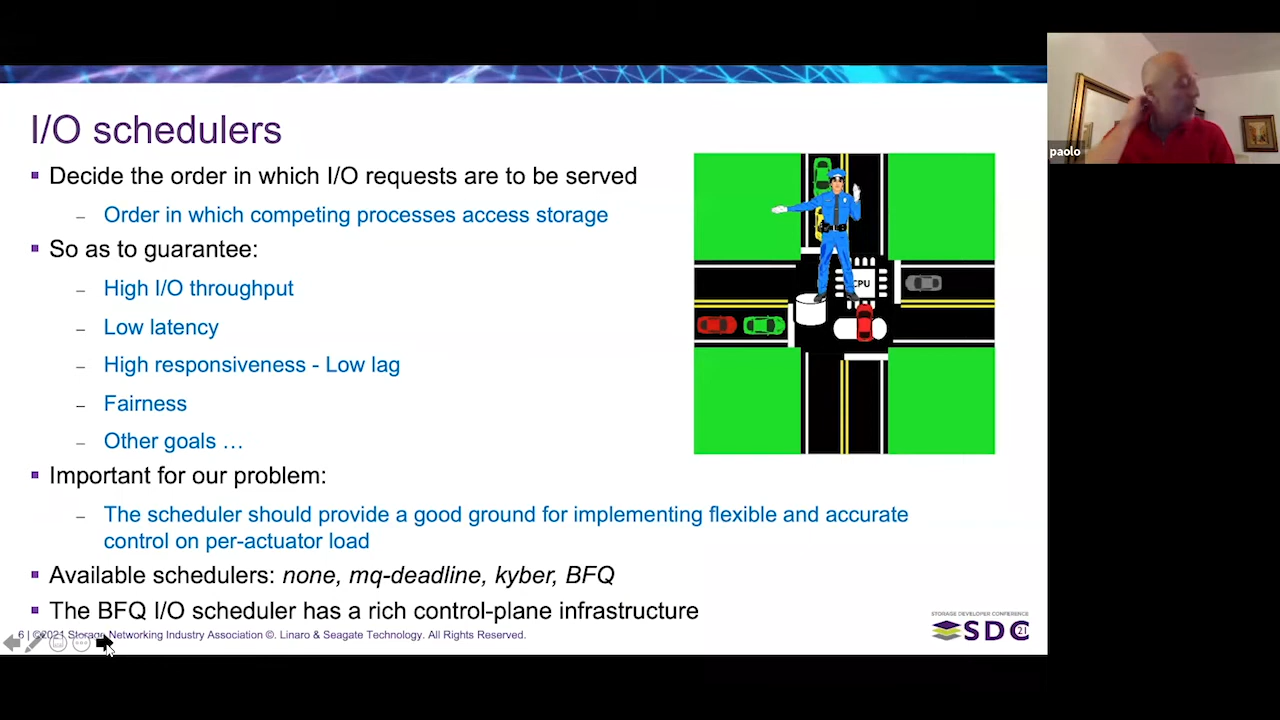 I/O schedulers
Decide the order in which I/O requests are to be served
– Order in which competing processes access storage
So as to guarantee:
– High I/O throughput
– Low latency
– High responsiveness - Low lag
– Fairness
– Other goals …
Important for our problem:
– The scheduler should provide a good ground for implementing flexible and accurate
control on per-actuator load
Available schedulers: none, mq-deadline, kyber, BFQ
The BFQ I/O scheduler has a rich control-plane infrastructure
6 | ©2021 Storage Networking Industry Association ©. Linaro & Seagate Technology. All Rights Reserved.
CPU
STORAGE DEVELOPER CONFERENCE
SDC
21
paolo